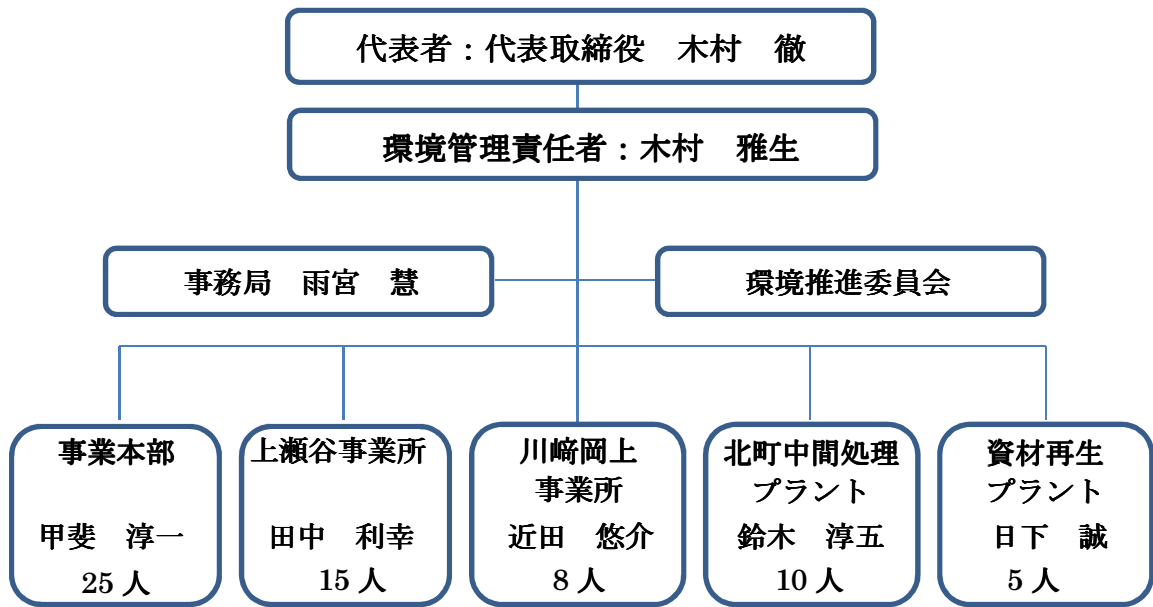 代表者：代表取締役　木村　徹
環境管理責任者：木村　雅生
事務局　雨宮　慧
環境推進委員会
事業本部
甲斐　淳一
25 人
上瀬谷事業所
田中　利幸
15 人
川﨑岡上
事業所
近田　悠介
8 人
北町中間処理
プラント
鈴木　淳五
10 人
資材再生
プラント
日下　誠
5 人